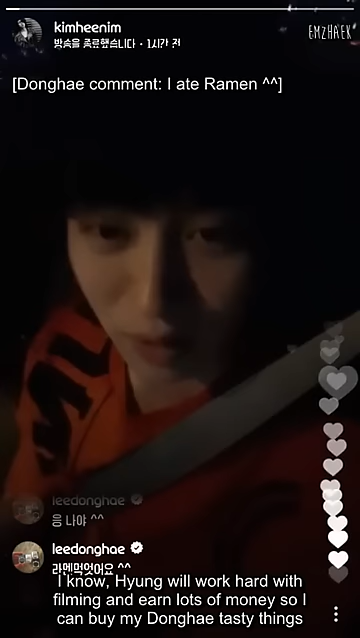 kimheenim
방송을 종료했습니다 • 1시간 전
EMZHAEK
[Donghae comment: I ate Ramen ^^]
leedonghae
응 나야 ^^
leedonghae
라멘먹엇어요 ^^
I know, Hyung will work hard with
filming and earn lots of money so I
can buy my Donghae tasty things